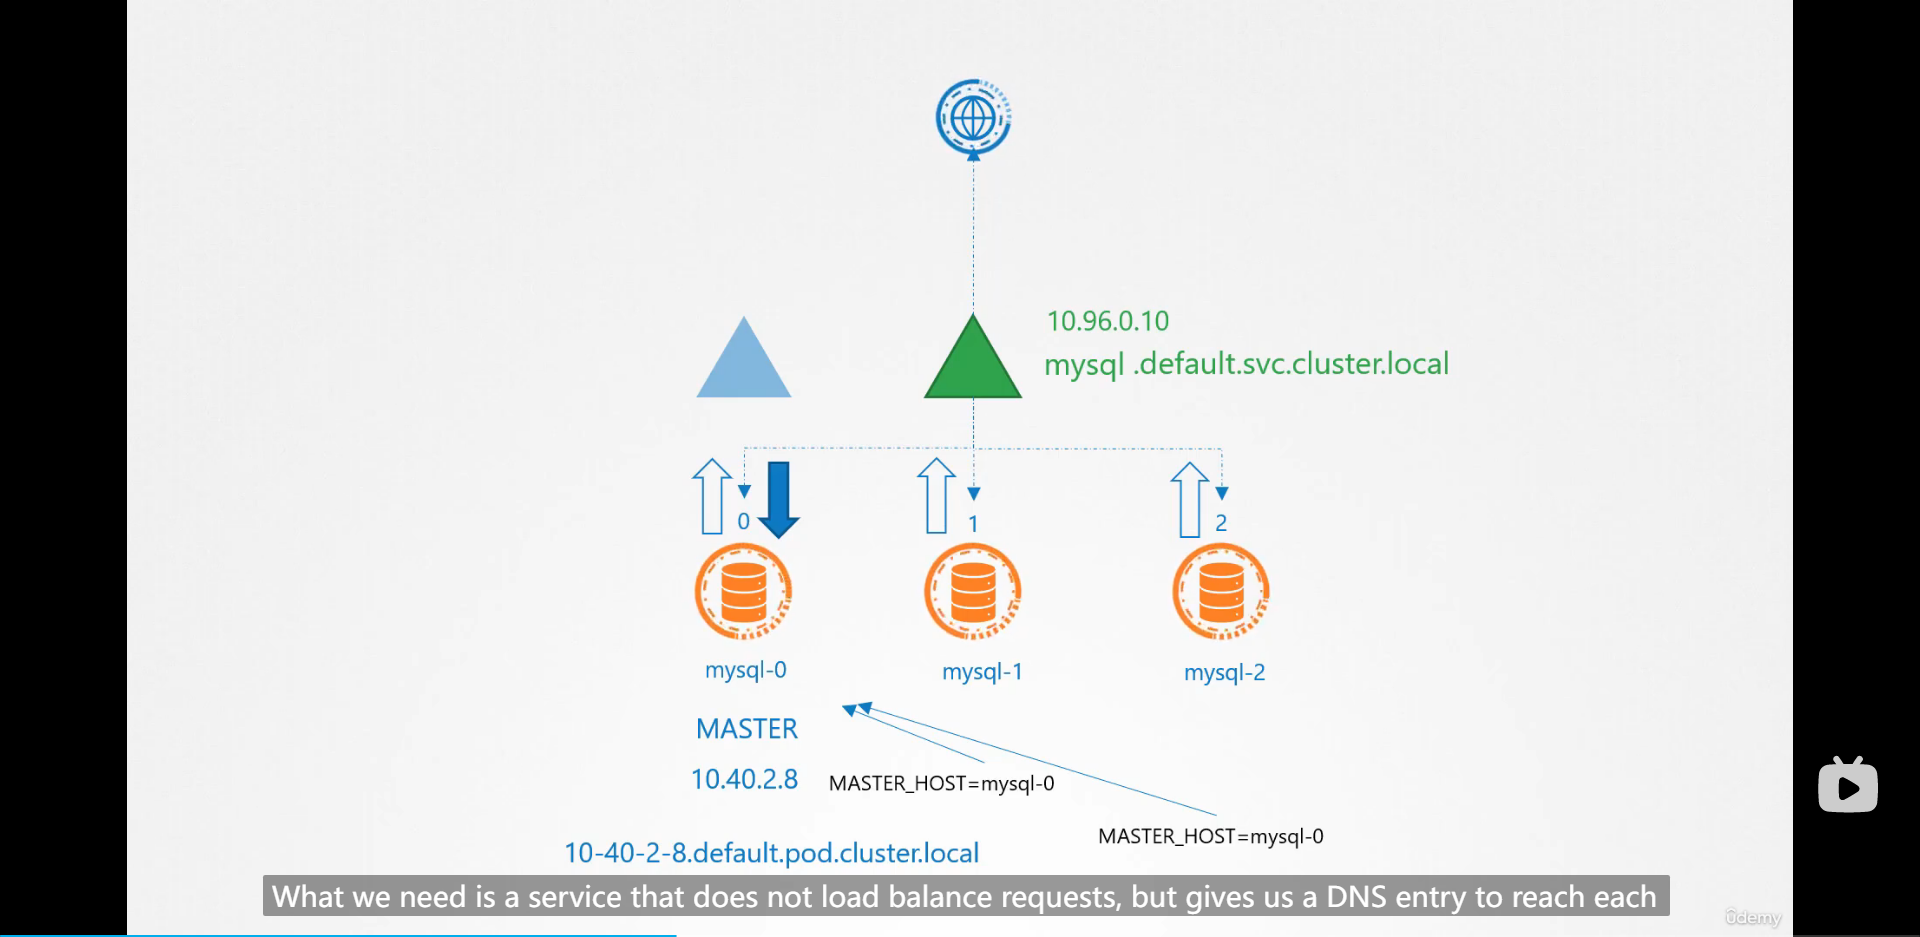 10.96.0.10
mysql .default.svc.cluster.local
0
1
2
mysql-0
mysql-1
mysql-2
MASTER
10.40.2.8
MASTER_HOST=mysql-0
MASTER_HOST=mysql-0
10-40-2-8.default.pod.cluster.local
What we need is a service that does not load balance requests, but gives us a DNS entry to reach each
ûdemy